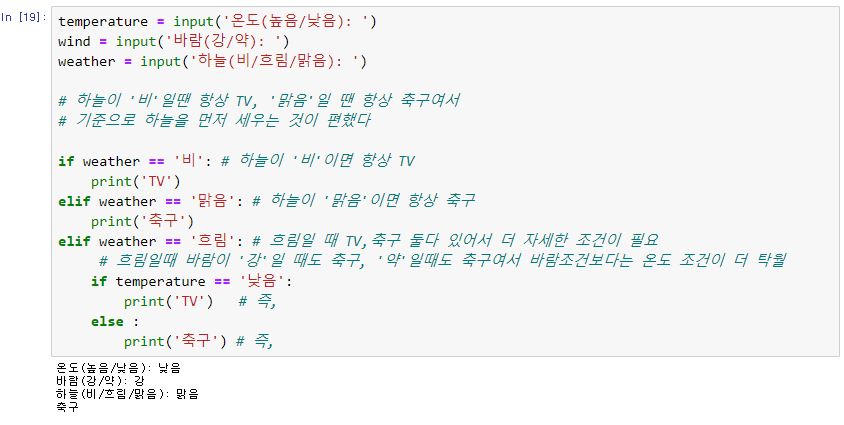 In [19]:
temperature = input('온도(높음/낮음): ')
wind = input('바람(강/약): ')
weather = input('하늘(비/흐림/맑음): ')
# 하늘이 '비'일땐 항상 TV, '맑음'일 땐 항상 축구여서
# 기준으로 하늘을 먼저 세우는 것이 편했다
if weather == '비': # 하늘이 '비'이면 항상 TV
print('TV')
elif weather == '맑음': # 하늘이 '맑음'이면 항상 축구
print('축구')
elif weather == '흐림': # 흐림일 때 TV,축구 둘다 있어서 더 자세한 조건이 필요
# 흐림일때 바람이 '강'일 때도 축구, '약'일때도 축구여서 바람조건보다는 온도 조건이 더 탁월
if temperature == '낮음':
print('TV') # 즉,
else :
print('축구') # 즉,
온도(높음/낮음): 낮음
바람(강/약): 강
하늘(비/흐림/맑음): 맑음
축구